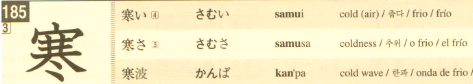 185
3
寒
寒い 4 さむい samui cold (air) / 춥다 / frio / frío
寒さ 3 さむさ samusa coldness / 추위 / o frio / el frío
寒波 かんぱ kan'pa cold wave / 한파 / onda de frio